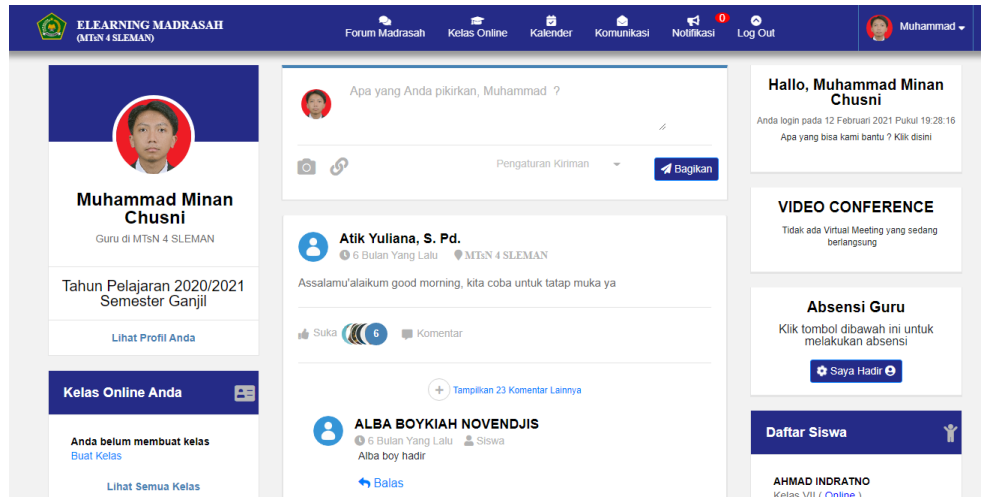 ELEARNING MADRASAH
(MTsN 4 SLEMAN)
Forum Madrasah
Kelas Online
Kalender
Komunikasi
Notifikasi
0
Log Out
Muhammad
Muhammad Minan
Chusni
Guru di MTsN 4 SLEMAN
Tahun Pelajaran 2020/2021
Semester Ganjil
Lihat Profil Anda
Kelas Online Anda
Anda belum membuat kelas
Buat Kelas
Lihat Semua Kelas
Apa yang Anda pikirkan, Muhammad ?
Pengaturan Kiriman
Bagikan
Atik Yuliana, S. Pd.
6 Bulan Yang Lalu MTsN 4 SLEMAN
Assalamu'alaikum good morning, kita coba untuk tatap muka ya
Suka 6 Komentar
+ Tampilkan 23 Komentar Lainnya
ALBA BOYKIAH NOVENDJIS
6 Bulan Yang Lalu Siswa
Alba boy hadir
Balas
Hallo, Muhammad Minan
Chusni
Anda login pada 12 Februari 2021 Pukul 19:28:16
Apa yang bisa kami bantu ? Klik disini
VIDEO CONFERENCE
Tidak ada Virtual Meeting yang sedang
berlangsung
Absensi Guru
Klik tombol dibawah ini untuk
melakukan absensi
Saya Hadir
Daftar Siswa
AHMAD INDRATNO
Kelas VII ( Online )